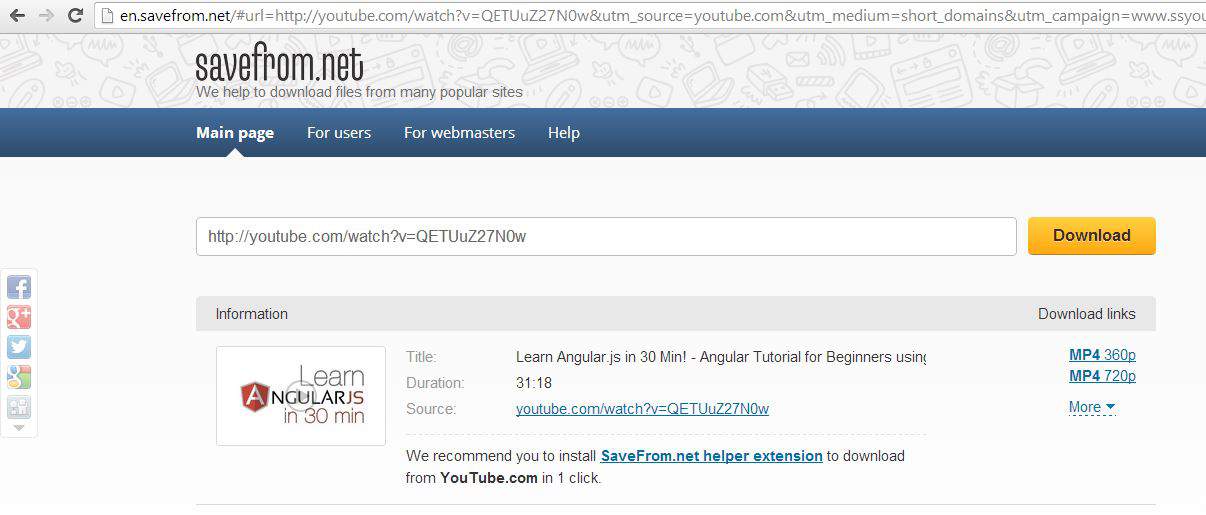 en.savefrom.net/#url=http://youtube.com/watch?v=QETUuZ27N0w&utm_source=youtube.com&utm_medium=short_domains&utm_campaign=www.ssyou
savefrom.net
We help to download files from many popular sites
Main page For users For webmasters Help
http://youtube.com/watch?v=QETUuZ27N0w Download
Information Download links
Learn
ANGULARJS
in 30 min
Title: Learn Angular.js in 30 Min! - Angular Tutorial for Beginners using
Duration: 31:18
Source: youtube.com/watch?v=QETUuZ27N0w
MP4 360p
MP4 720p
More
We recommend you to install SaveFrom.net helper extension to download
from YouTube.com in 1 click.